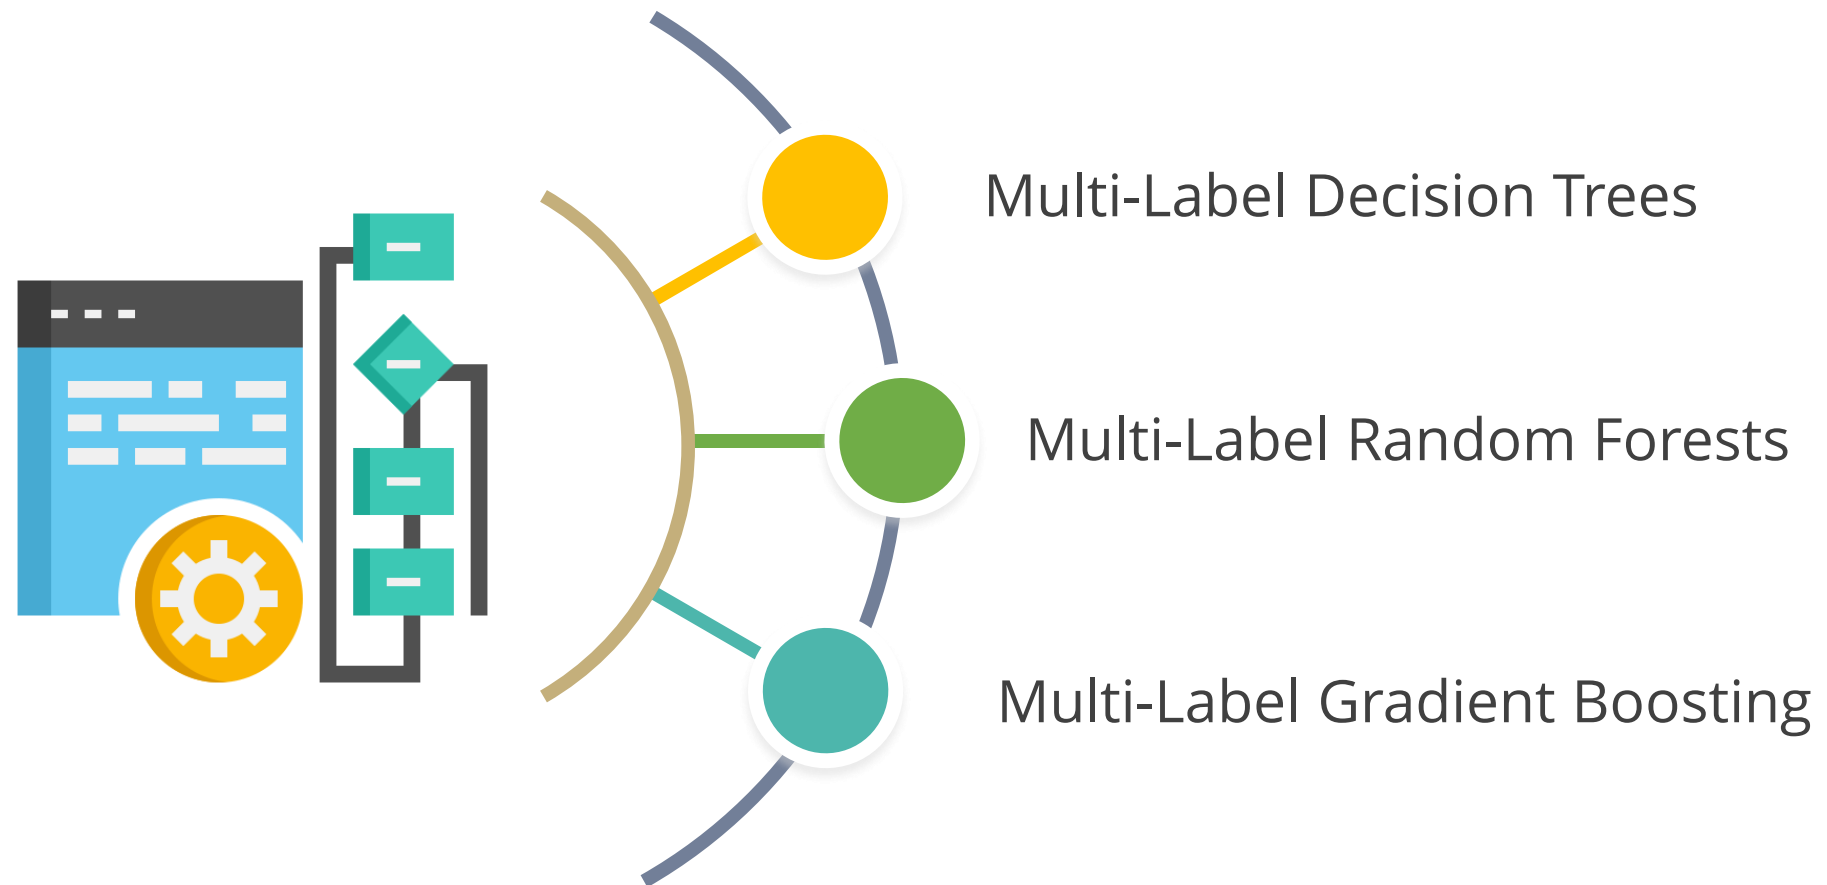 Multi-Label Decision Trees
Multi-Label Random Forests
Multi-Label Gradient Boosting